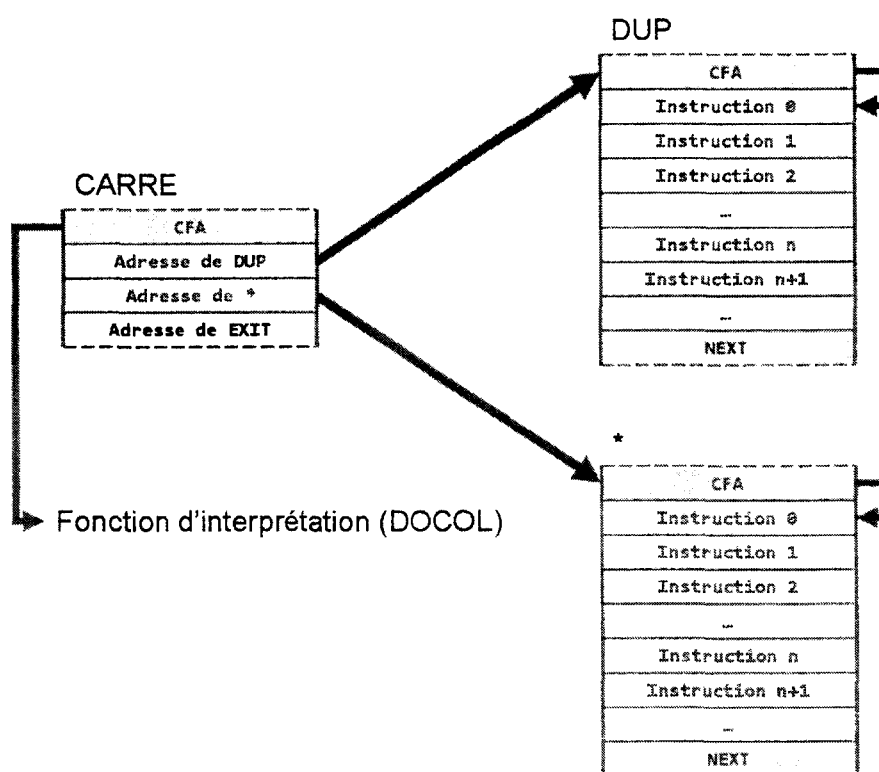 DUP
CFA
Instruction 0
Instruction 1
Instruction 2
…
Instruction n
Instruction n+1
…
NEXT
CARRE
CFA
Adresse de DUP
Adresse de *
Adresse de EXIT
Fonction d'interprétation (DOCOL)
*
CFA
Instruction 0
Instruction 1
Instruction 2
…
Instruction n
Instruction n+1
…
NEXT